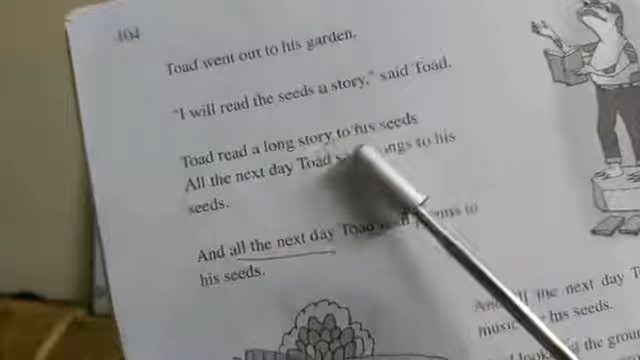 104
Toad went out to his garden.
"I will read the seeds a story," said Toad.
Toad read a long story to his seeds
All the next day Toad songs to his
seeds.
And all the next day Toad read poems to
his seeds.
And all the next day T
music his seeds.
the groun